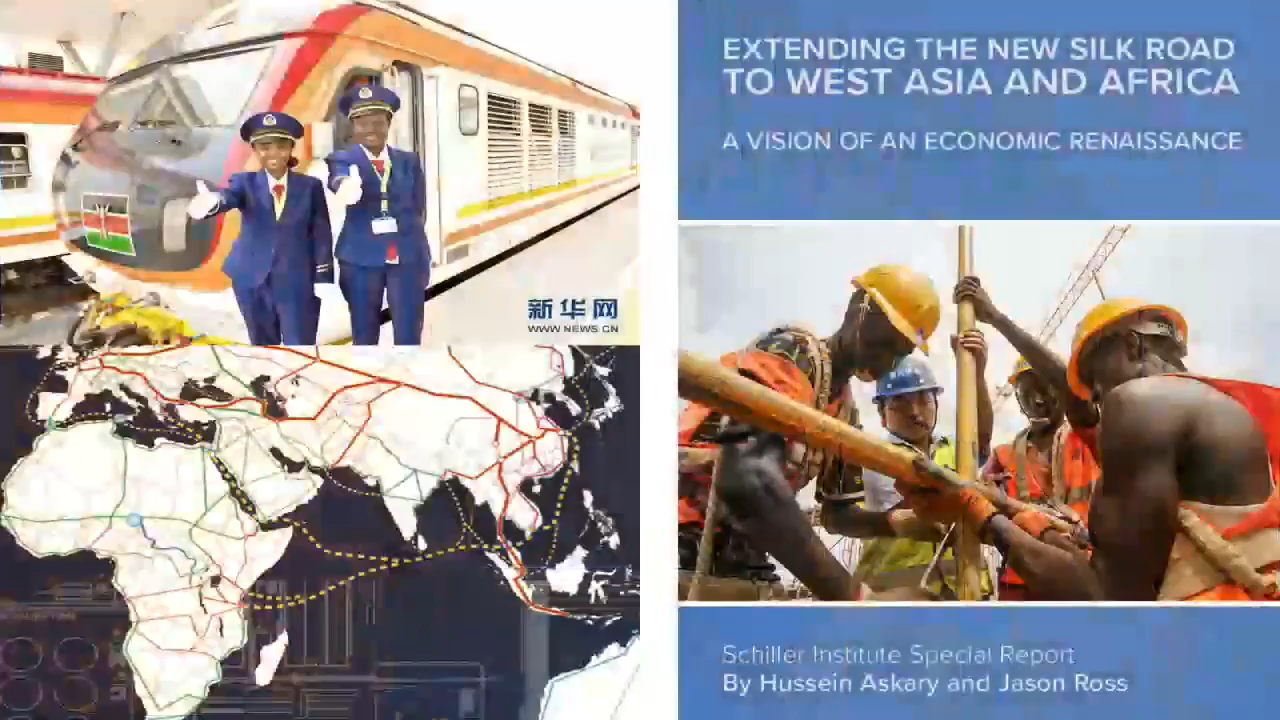 新华网
WWW.NEWS.CN
EXTENDING THE NEW SILK ROAD
TO WEST ASIA AND AFRICA
A VISION OF AN ECONOMIC RENAISSANCE
Schiller Institute Special Report
By Hussein Askary and Jason Ross